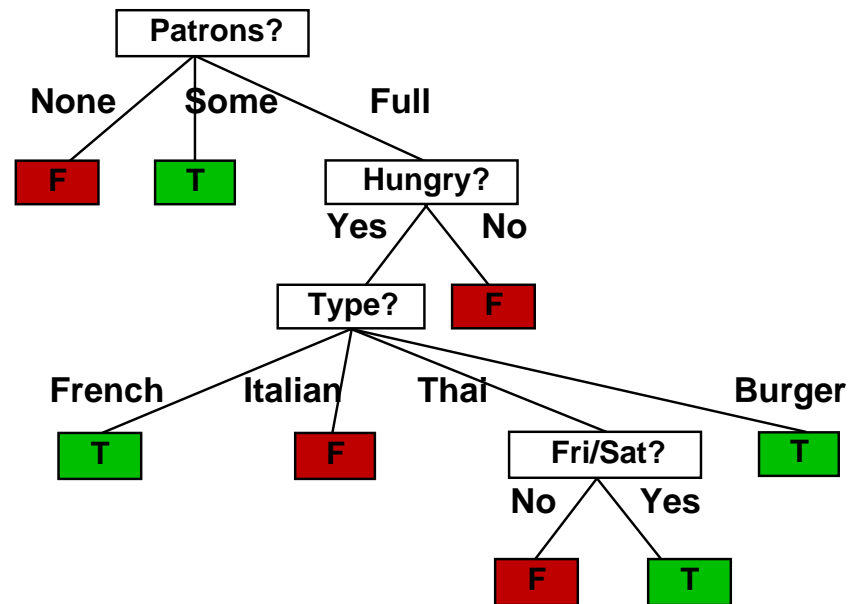 Patrons?
None Some Full
F T Hungry?
Yes No
Type? F
French Italian Thai Burger
T F Fri/Sat? T
No Yes
F T